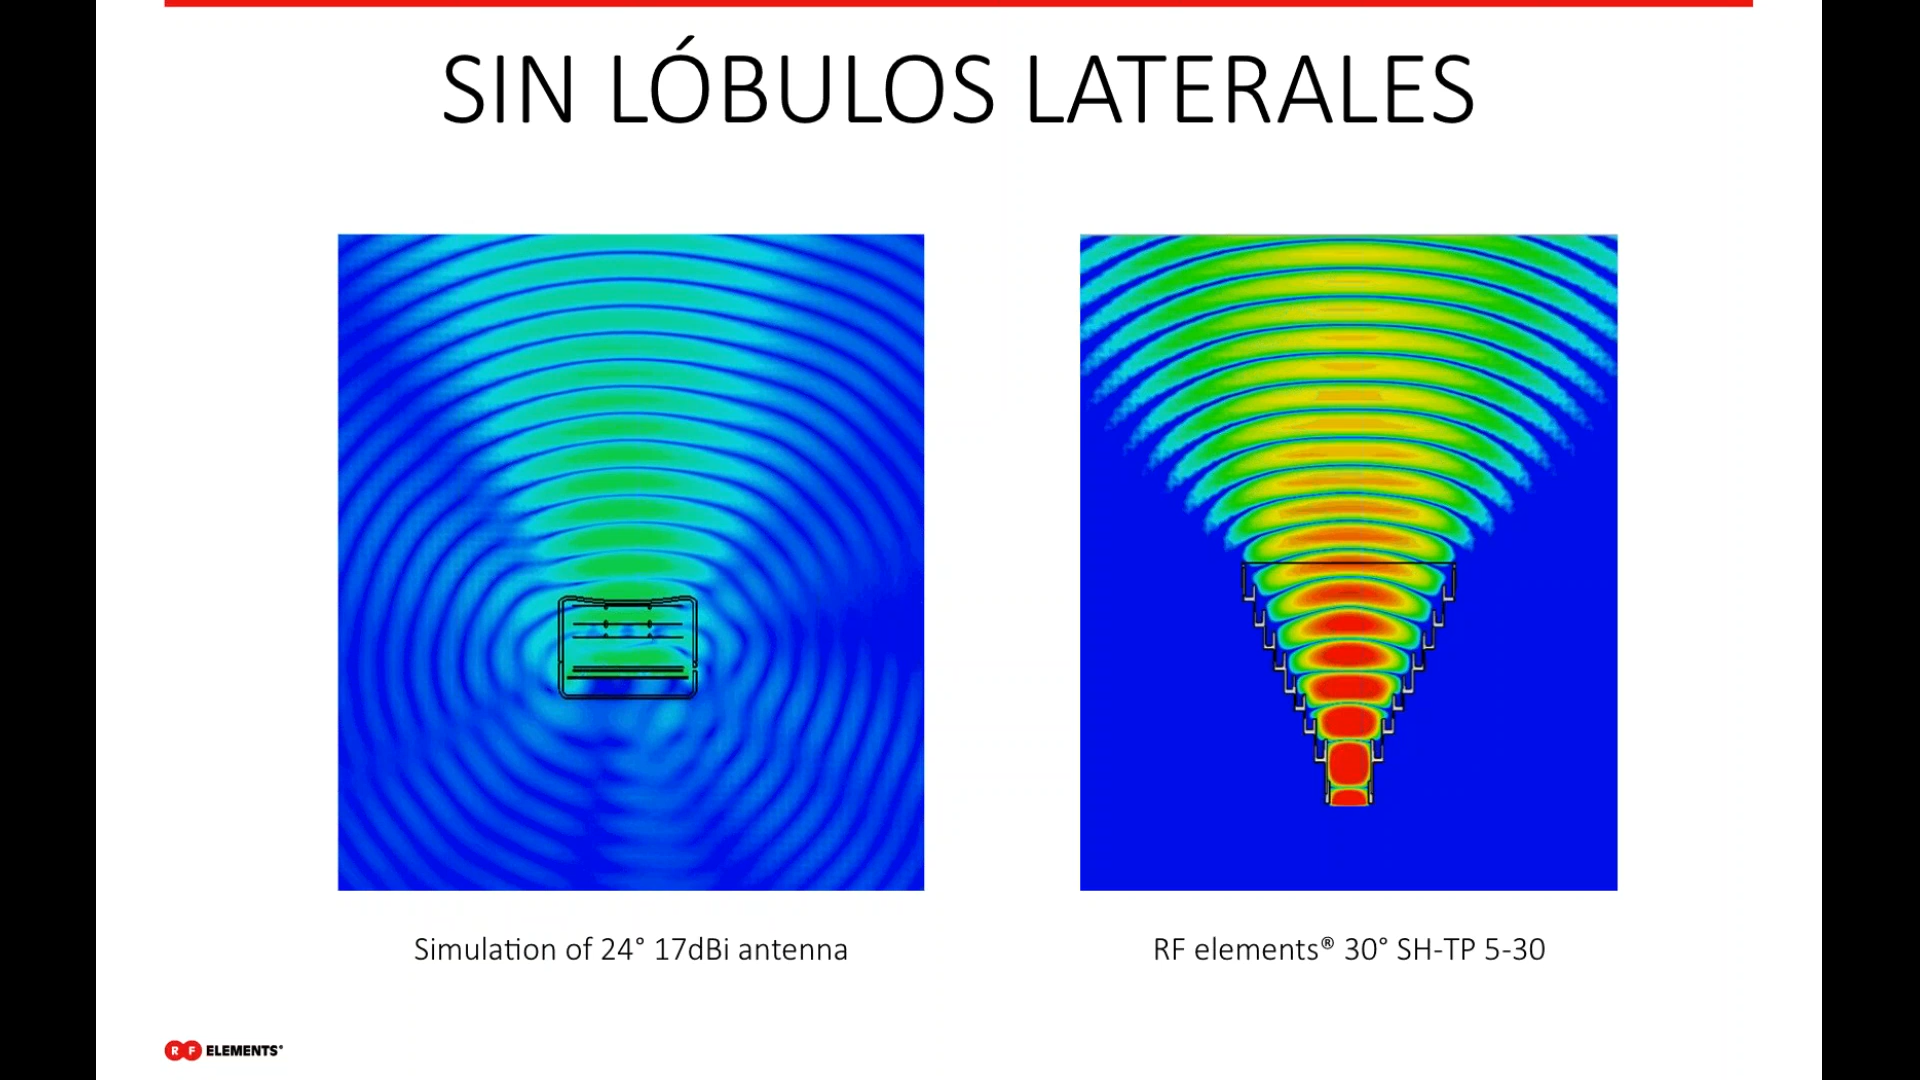 SIN LÓBULOS LATERALES
Simulation of 24° 17dBi antenna
RF elements® 30° SH-TP 5-30
RF ELEMENTS®